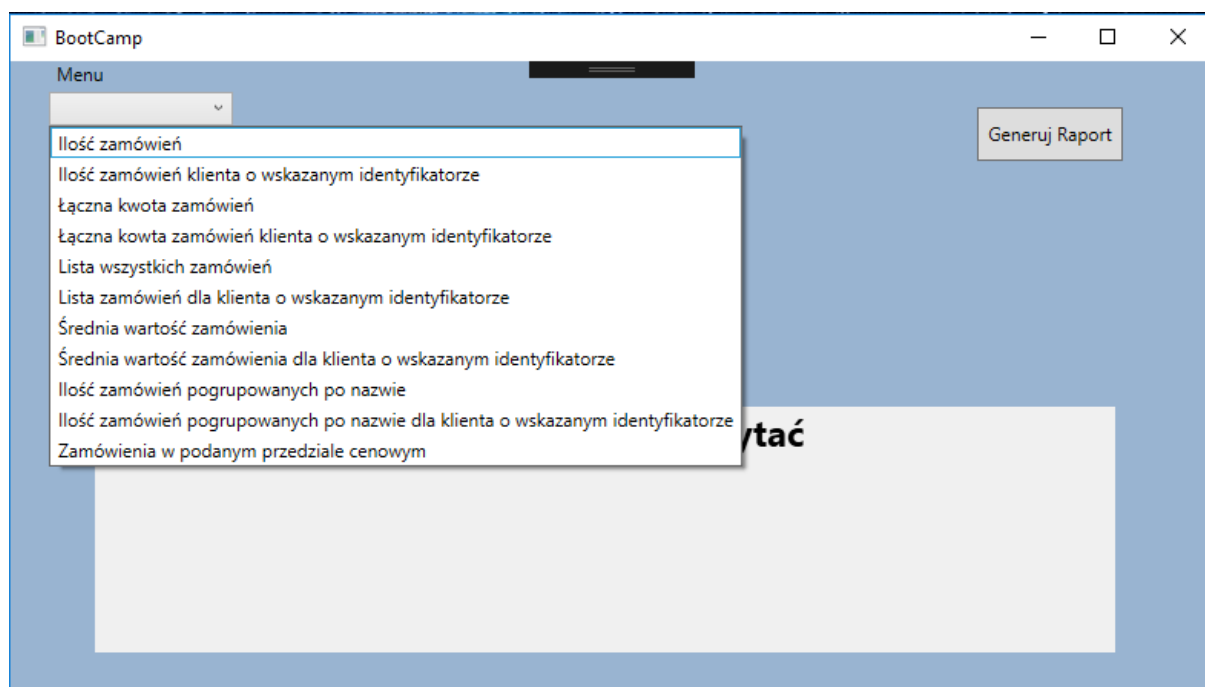 BootCamp
Menu
Generuj Raport
Ilość zamówień
Ilość zamówień klienta o wskazanym identyfikatorze
Łączna kwota zamówień
Łączna kowta zamówień klienta o wskazanym identyfikatorze
Lista wszystkich zamówień
Lista zamówień dla klienta o wskazanym identyfikatorze
Średnia wartość zamówienia
Średnia wartość zamówienia dla klienta o wskazanym identyfikatorze
Ilość zamówień pogrupowanych po nazwie
Ilość zamówień pogrupowanych po nazwie dla klienta o wskazanym identyfikatorze
Zamówienia w podanym przedziale cenowym